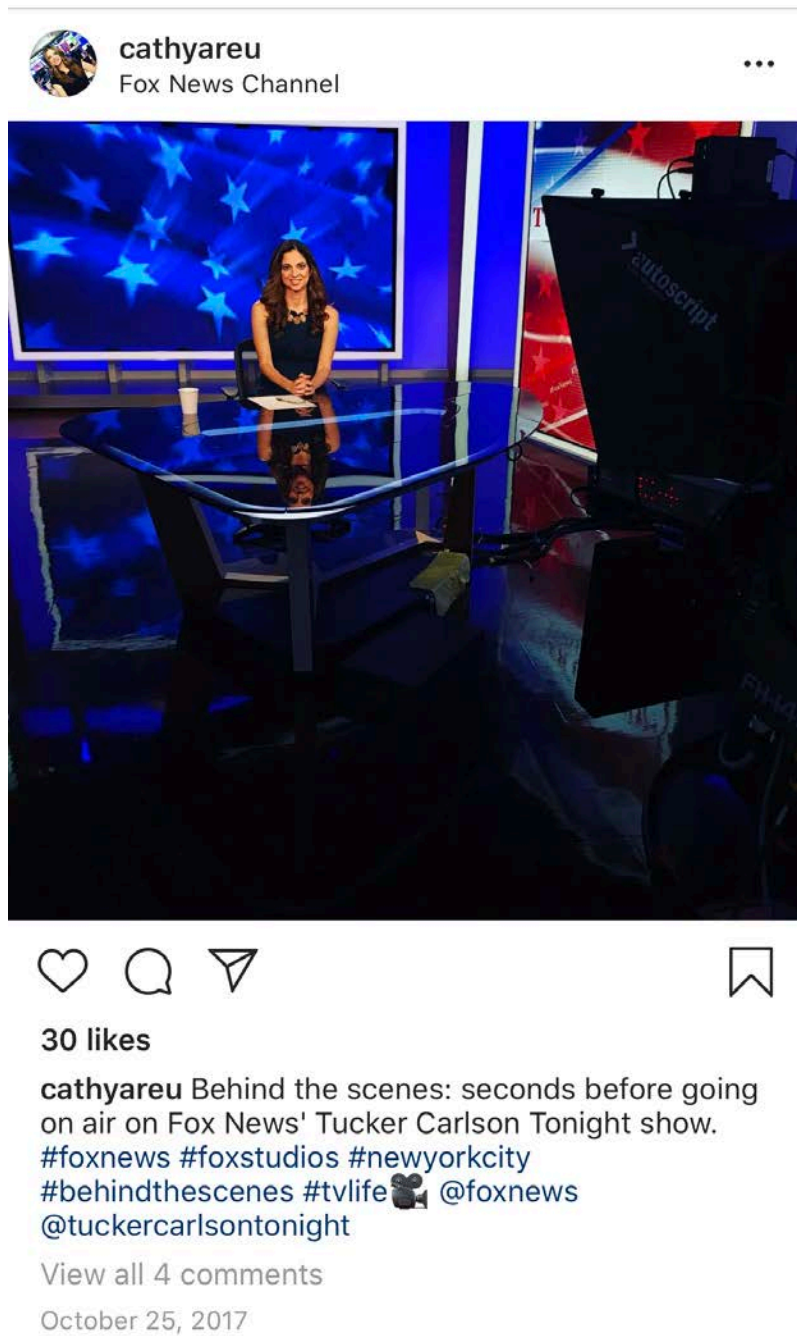 cathyareu
Fox News Channel
T
autoscript
30 likes
cathyareu Behind the scenes: seconds before going
on air on Fox News' Tucker Carlson Tonight show.
#foxnews #foxstudios #newyorkcity
#behindthescenes #tvlife🎥 @foxnews
@tuckercarlsontonight
View all 4 comments
October 25, 2017